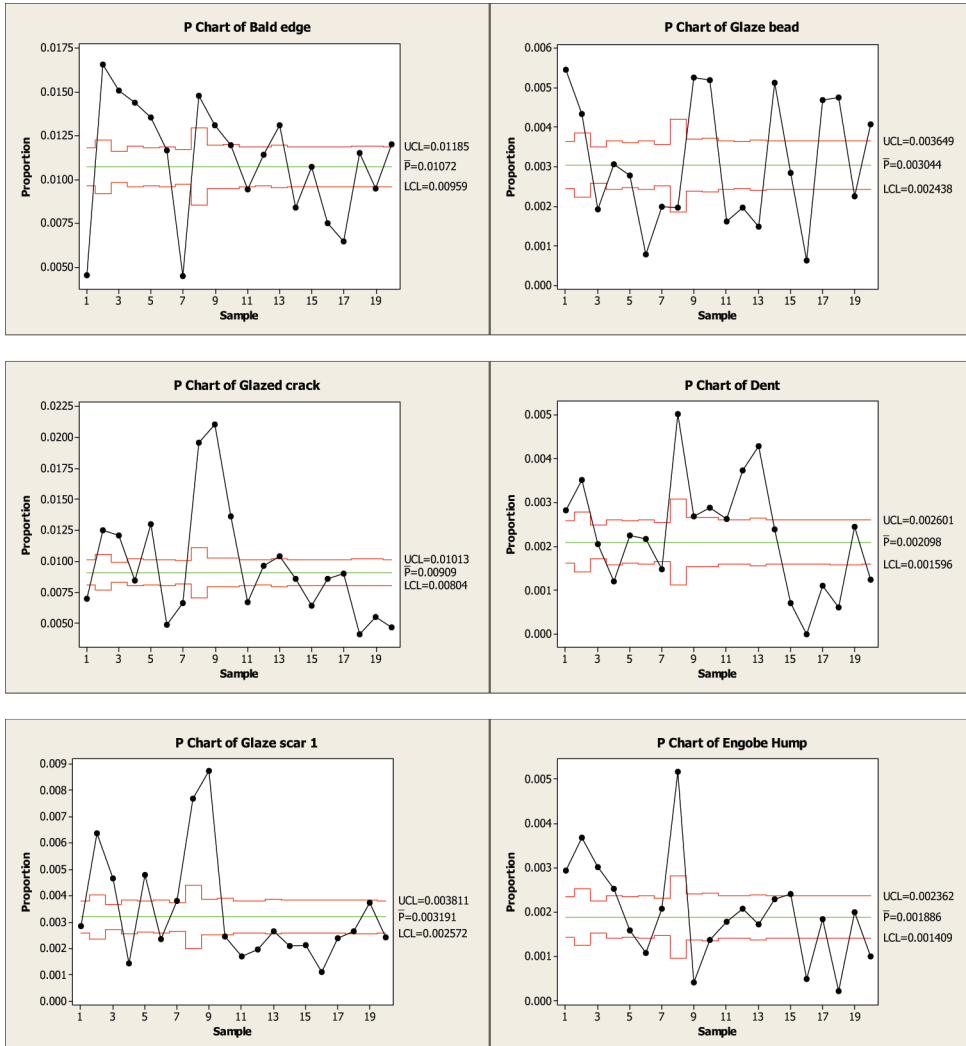 P Chart of Bald edge
0.0175
0.0150
0.0125
0.0100
0.0075
0.0050
Proportion
UCL=0.01185
P̅=0.01072
LCL=0.00959
1 3 5 7 9 11 13 15 17 19
Sample
P Chart of Glaze bead
0.006
0.005
0.004
0.003
0.002
0.001
0.000
Proportion
UCL=0.003649
P̅=0.003044
LCL=0.002438
1 3 5 7 9 11 13 15 17 19
Sample
P Chart of Glazed crack
0.0225
0.0200
0.0175
0.0150
0.0125
0.0100
0.0075
0.0050
Proportion
UCL=0.01013
P̅=0.00909
LCL=0.00804
1 3 5 7 9 11 13 15 17 19
Sample
P Chart of Dent
0.005
0.004
0.003
0.002
0.001
0.000
Proportion
UCL=0.002601
P̅=0.002098
LCL=0.001596
1 3 5 7 9 11 13 15 17 19
Sample
P Chart of Glaze scar 1
0.009
0.008
0.007
0.006
0.005
0.004
0.003
0.002
0.001
0.000
Proportion
UCL=0.003811
P̅=0.003191
LCL=0.002572
1 3 5 7 9 11 13 15 17 19
Sample
P Chart of Engobe Hump
0.005
0.004
0.003
0.002
0.001
0.000
Proportion
UCL=0.002362
P̅=0.001886
LCL=0.001409
1 3 5 7 9 11 13 15 17 19
Sample